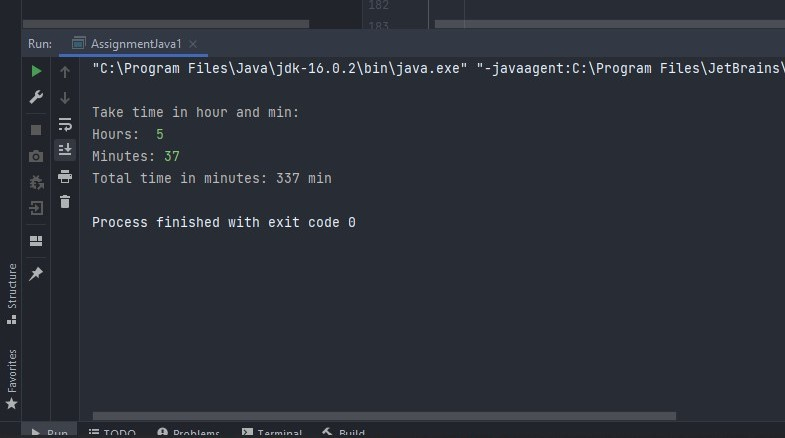 182
183
Run: AssignmentJava1
"C:\Program Files\Java\jdk-16.0.2\bin\java.exe" "-javaagent:C:\Program Files\JetBrains\
Take time in hour and min:
Hours:  5
Minutes: 37
Total time in minutes: 337 min
Process finished with exit code 0
Structure
Favorites
Run TODO Problems Terminal Build